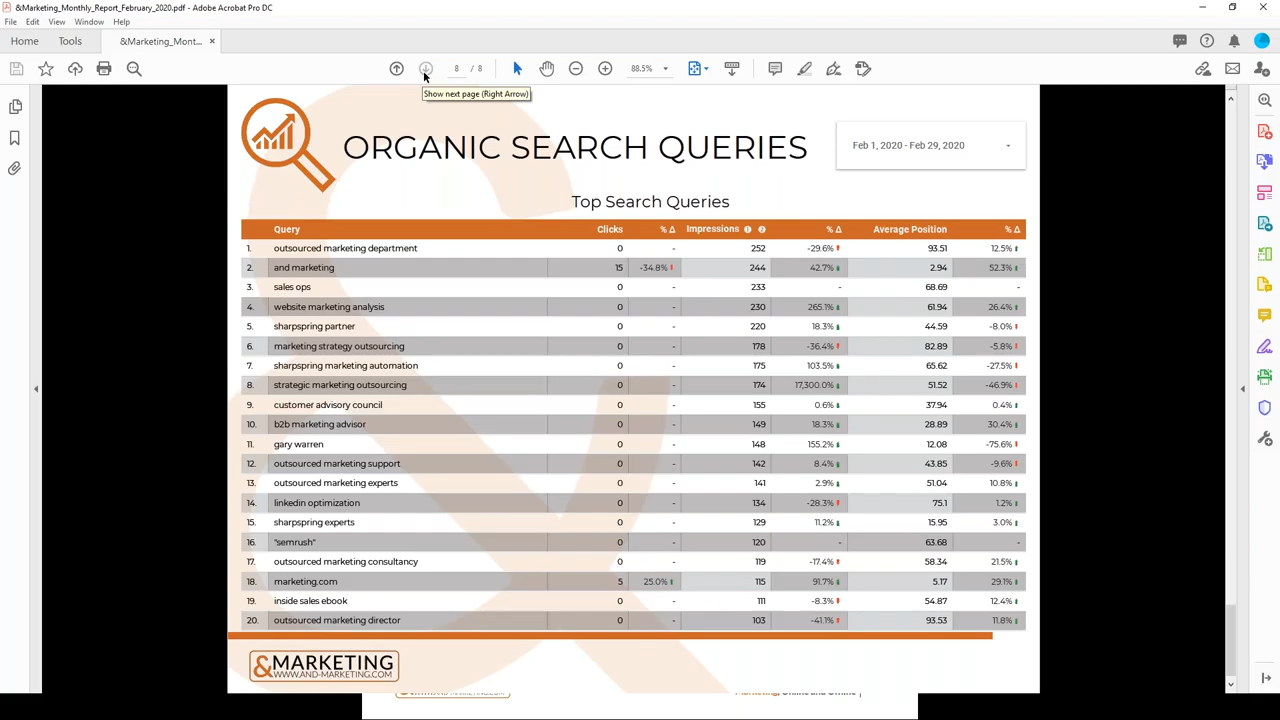 &Marketing_Monthly_Report_February_2020.pdf - Adobe Acrobat Pro DC
File Edit View Window Help
Home Tools &Marketing_Mont... ×
8 / 8 88.5%
Show next page (Right Arrow)
ORGANIC SEARCH QUERIES
Feb 1, 2020 - Feb 29, 2020
Top Search Queries
Query Clicks % Δ Impressions % Δ Average Position % Δ
1. outsourced marketing department 0 - 252 -29.6% 93.51 12.5%
2. and marketing 15 -34.8% 244 42.7% 2.94 52.3%
3. sales ops 0 - 233 - 68.69 -
4. website marketing analysis 0 - 230 265.1% 61.94 26.4%
5. sharpspring partner 0 - 220 18.3% 44.59 -8.0%
6. marketing strategy outsourcing 0 - 178 -36.4% 82.89 -5.8%
7. sharpspring marketing automation 0 - 175 103.5% 65.62 -27.5%
8. strategic marketing outsourcing 0 - 174 17,300.0% 51.52 -46.9%
9. customer advisory council 0 - 155 0.6% 37.94 0.4%
10. b2b marketing advisor 0 - 149 18.3% 28.89 30.4%
11. gary warren 0 - 148 155.2% 12.08 -75.6%
12. outsourced marketing support 0 - 142 8.4% 43.85 -9.6%
13. outsourced marketing experts 0 - 141 2.9% 51.04 10.8%
14. linkedin optimization 0 - 134 -28.3% 75.1 1.2%
15. sharpspring experts 0 - 129 11.2% 15.95 3.0%
16. "semrush" 0 - 120 - 63.68 -
17. outsourced marketing consultancy 0 - 119 -17.4% 58.34 21.5%
18. marketing.com 5 25.0% 115 91.7% 5.17 29.1%
19. inside sales ebook 0 - 111 -8.3% 54.87 12.4%
20. outsourced marketing director 0 - 103 -41.1% 93.53 11.8%
&MARKETING
WWW.AND-MARKETING.COM